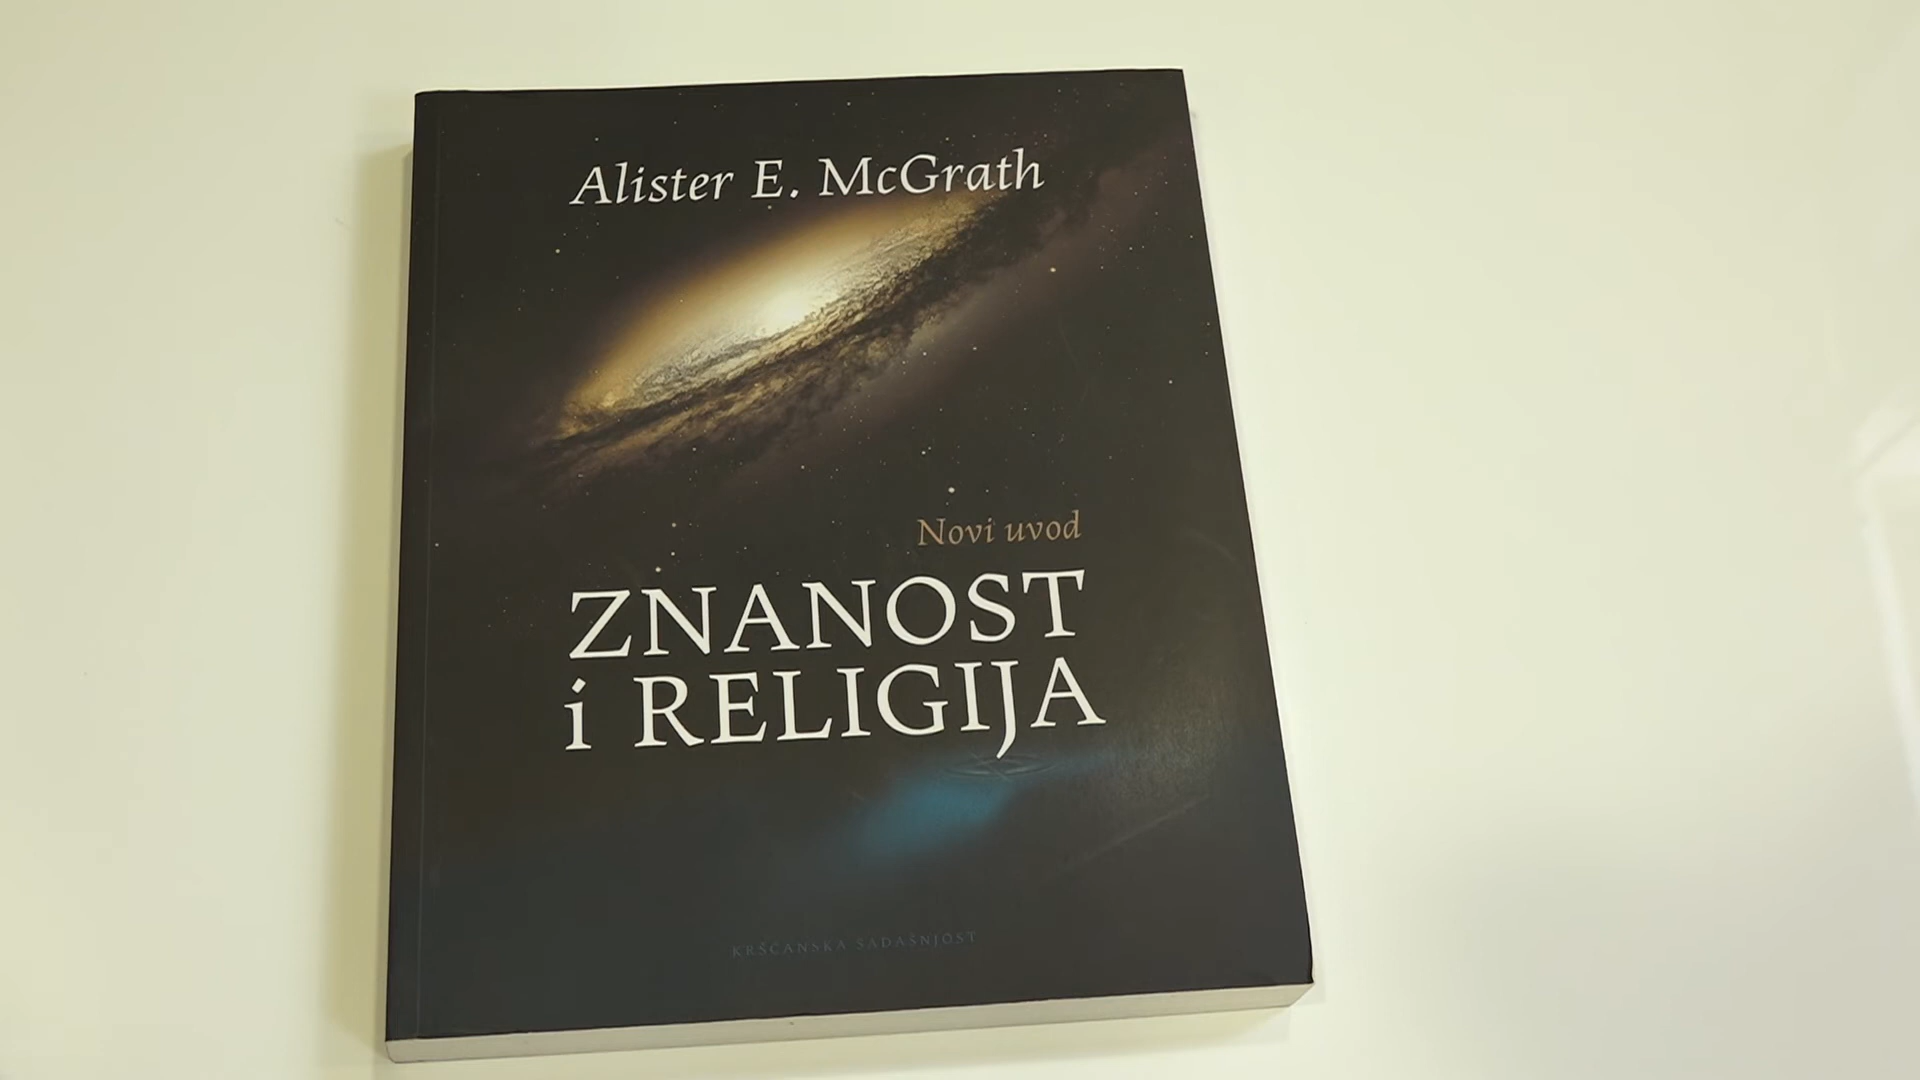 Alister E. McGrath
Novi uvod
ZNANOST
i RELIGIJA
KRŠĆANSKA SADAŠNJOST